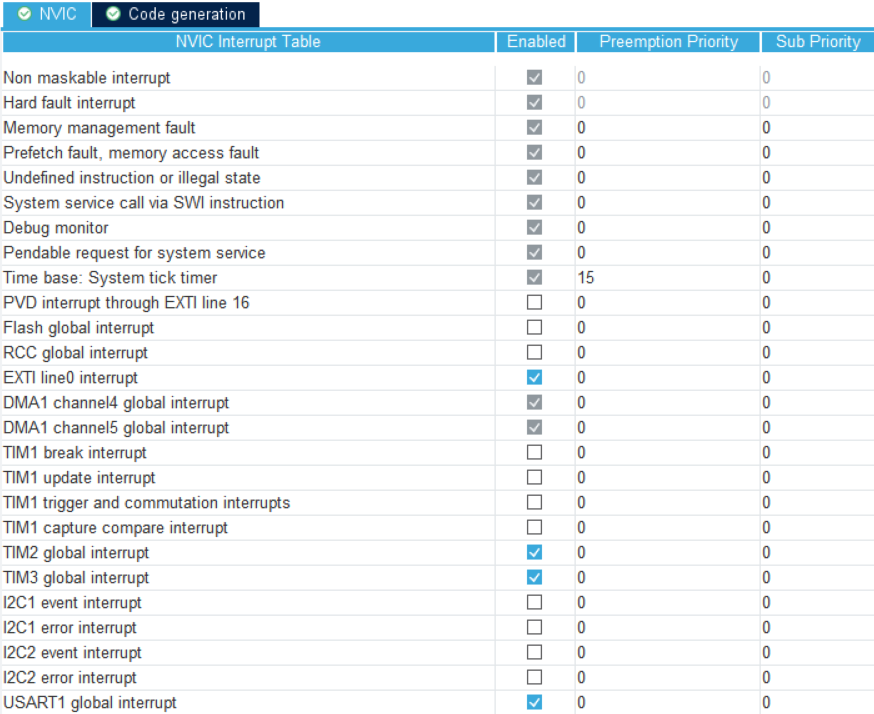 NVIC Code generation
NVIC Interrupt Table Enabled Preemption Priority Sub Priority
Non maskable interrupt 0 0
Hard fault interrupt 0 0
Memory management fault 0 0
Prefetch fault, memory access fault 0 0
Undefined instruction or illegal state 0 0
System service call via SWI instruction 0 0
Debug monitor 0 0
Pendable request for system service 0 0
Time base: System tick timer 15 0
PVD interrupt through EXTI line 16 0 0
Flash global interrupt 0 0
RCC global interrupt 0 0
EXTI line0 interrupt 0 0
DMA1 channel4 global interrupt 0 0
DMA1 channel5 global interrupt 0 0
TIM1 break interrupt 0 0
TIM1 update interrupt 0 0
TIM1 trigger and commutation interrupts 0 0
TIM1 capture compare interrupt 0 0
TIM2 global interrupt 0 0
TIM3 global interrupt 0 0
I2C1 event interrupt 0 0
I2C1 error interrupt 0 0
I2C2 event interrupt 0 0
I2C2 error interrupt 0 0
USART1 global interrupt 0 0